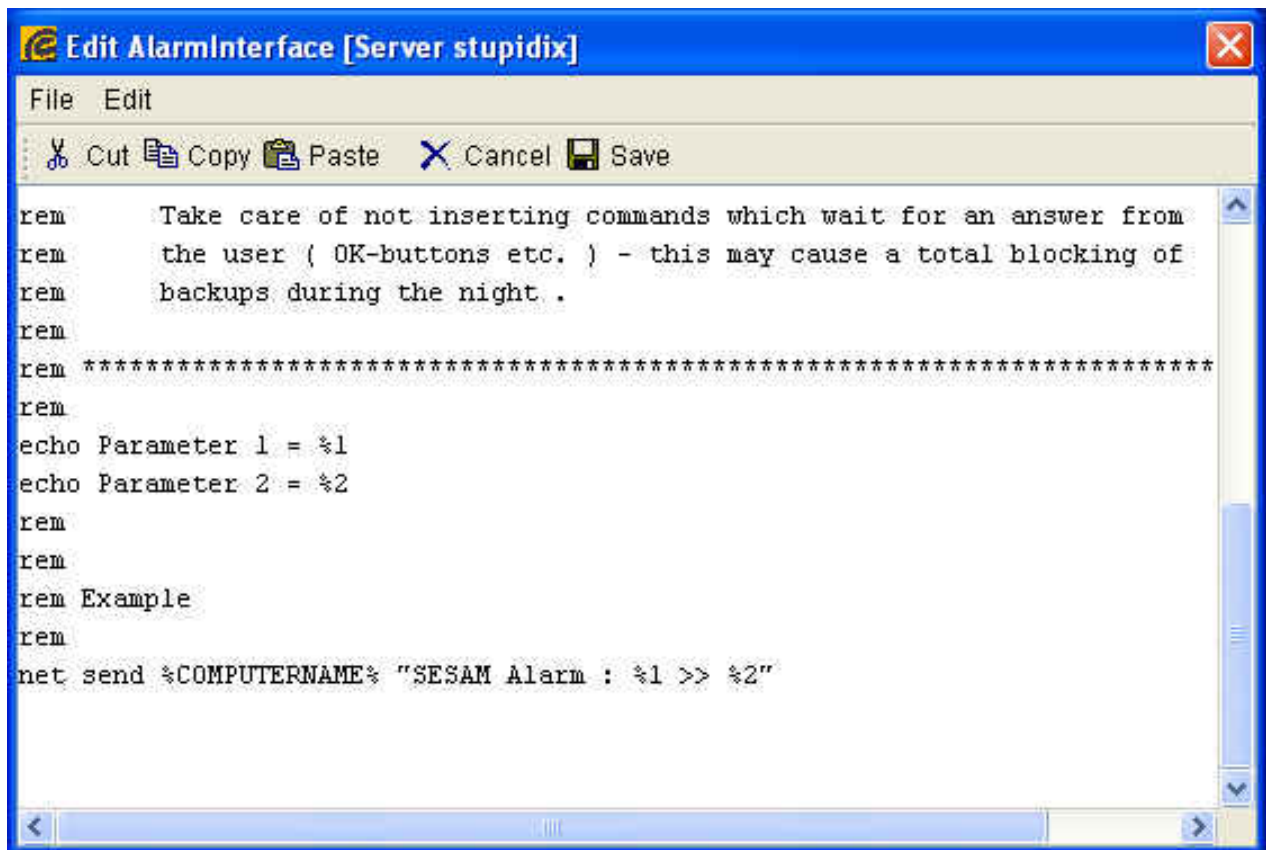 Edit AlarmInterface [Server stupidix]
File Edit
Cut Copy Paste Cancel Save
rem Take care of not inserting commands which wait for an answer from
rem the user ( OK-buttons etc. ) - this may cause a total blocking of
rem backups during the night .
rem
rem ************************************************************************
rem
echo Parameter 1 = %1
echo Parameter 2 = %2
rem
rem
rem Example
rem
net send %COMPUTERNAME% "SESAM Alarm : %1 >> %2"